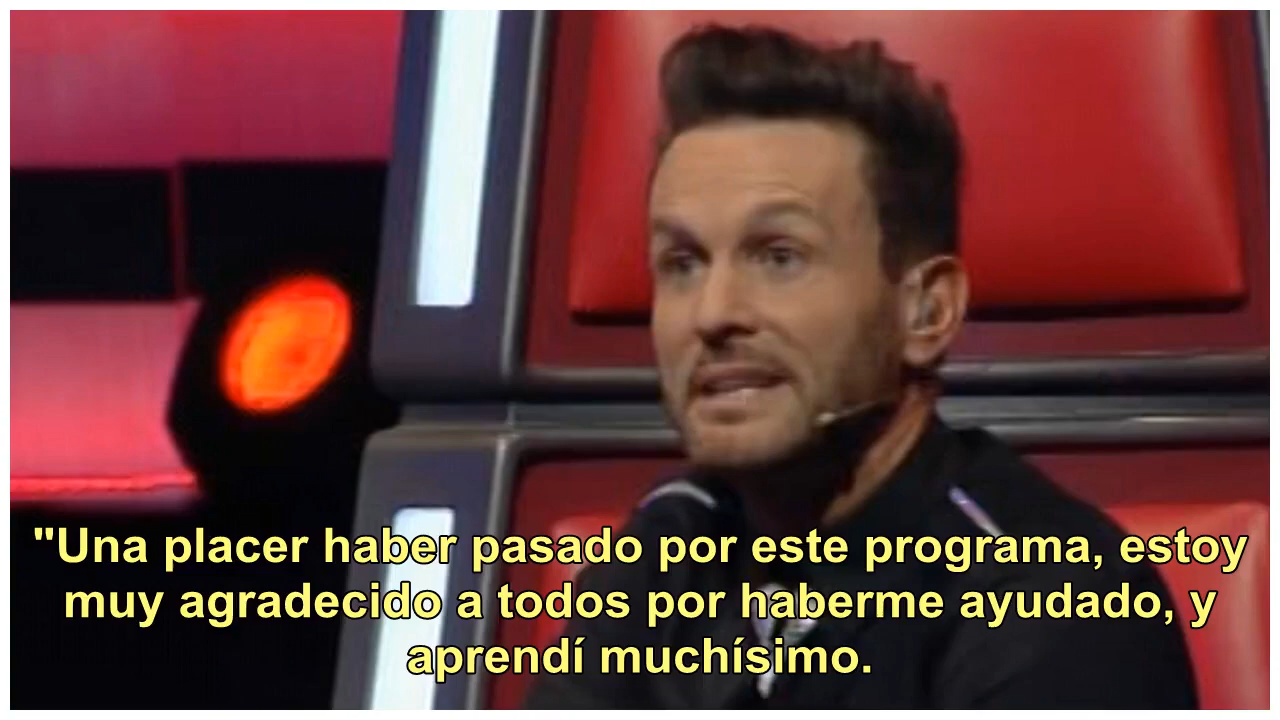 "Una placer haber pasado por este programa, estoy
muy agradecido a todos por haberme ayudado, y
aprendí muchísimo.